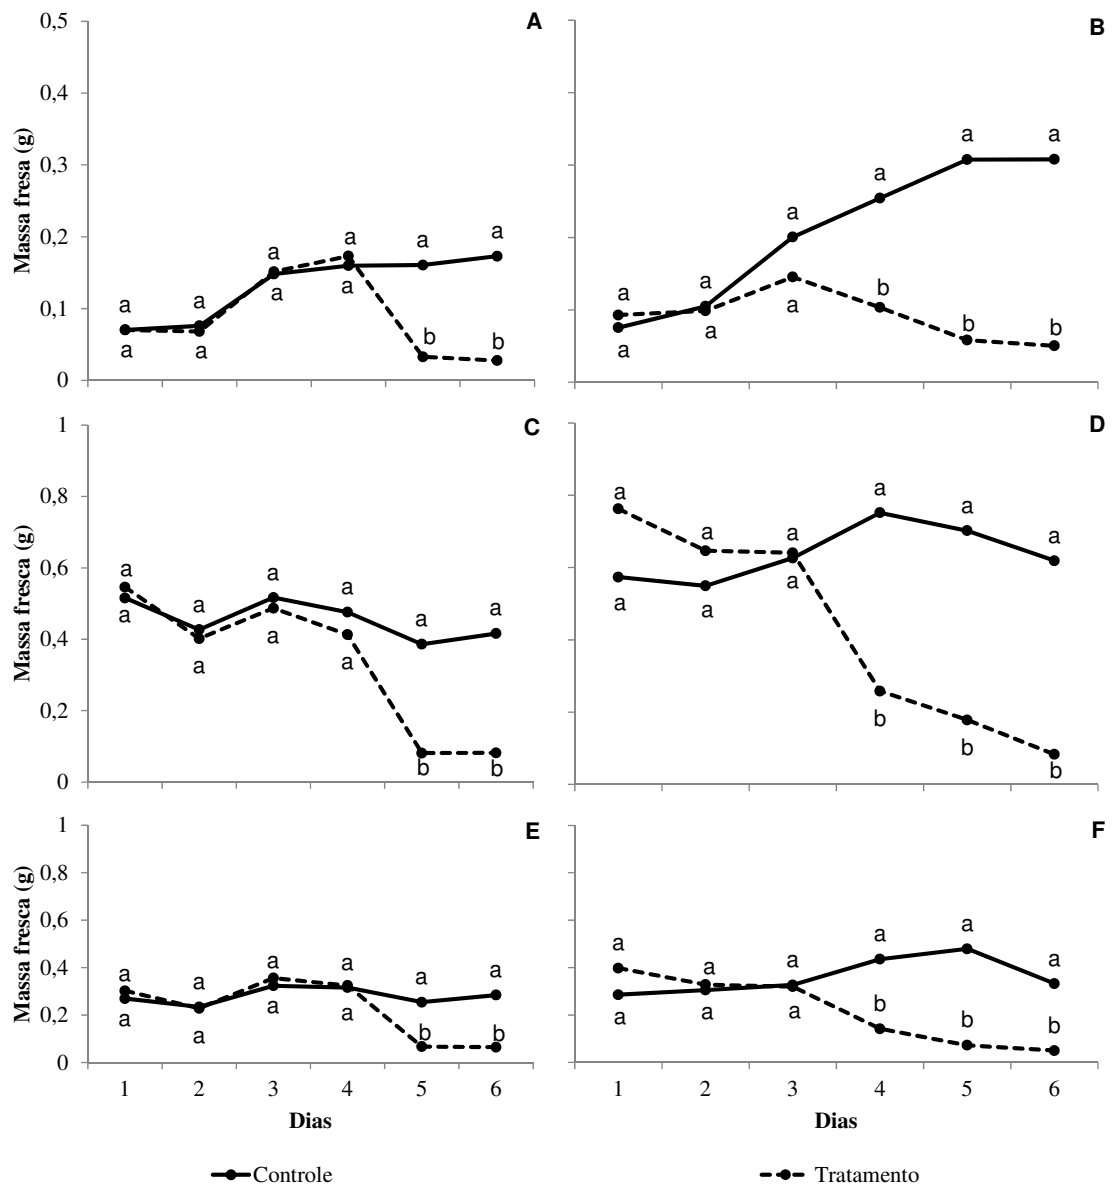 A
B
0,5
0,4
0,3
0,2
0,1
0
Massa fresa (g)
a a a a a a
a a a a b b
a a a a a a
a a a b b b
C
D
1
0,8
0,6
0,4
0,2
0
Massa fresca (g)
a a a a a a
a a a a b b
a a a a a a
a a a b b b
E
F
1
0,8
0,6
0,4
0,2
0
Massa fresca (g)
a a a a a a
a a a a b b
a a a a a a
a a a b b b
1 2 3 4 5 6
1 2 3 4 5 6
Dias
Dias
Controle
Tratamento